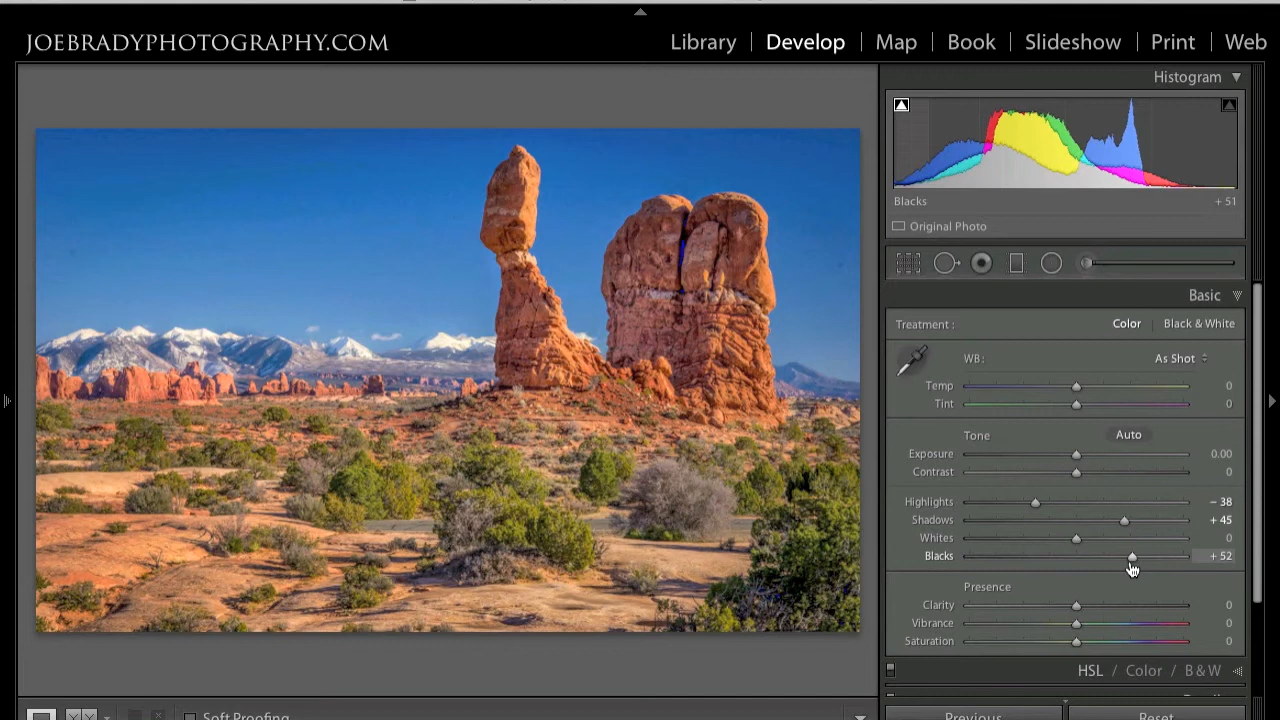 JOEBRADYPHOTOGRAPHY.COM
Library | Develop | Map | Book | Slideshow | Print | Web
Histogram
Blacks + 51
Original Photo
Basic
Treatment : Color | Black & White
WB : As Shot
Temp 0
Tint 0
Tone Auto
Exposure 0.00
Contrast 0
Highlights − 38
Shadows + 45
Whites 0
Blacks + 52
Presence
Clarity 0
Vibrance 0
Saturation 0
HSL / Color / B & W
Soft Proofing
Previous Reset